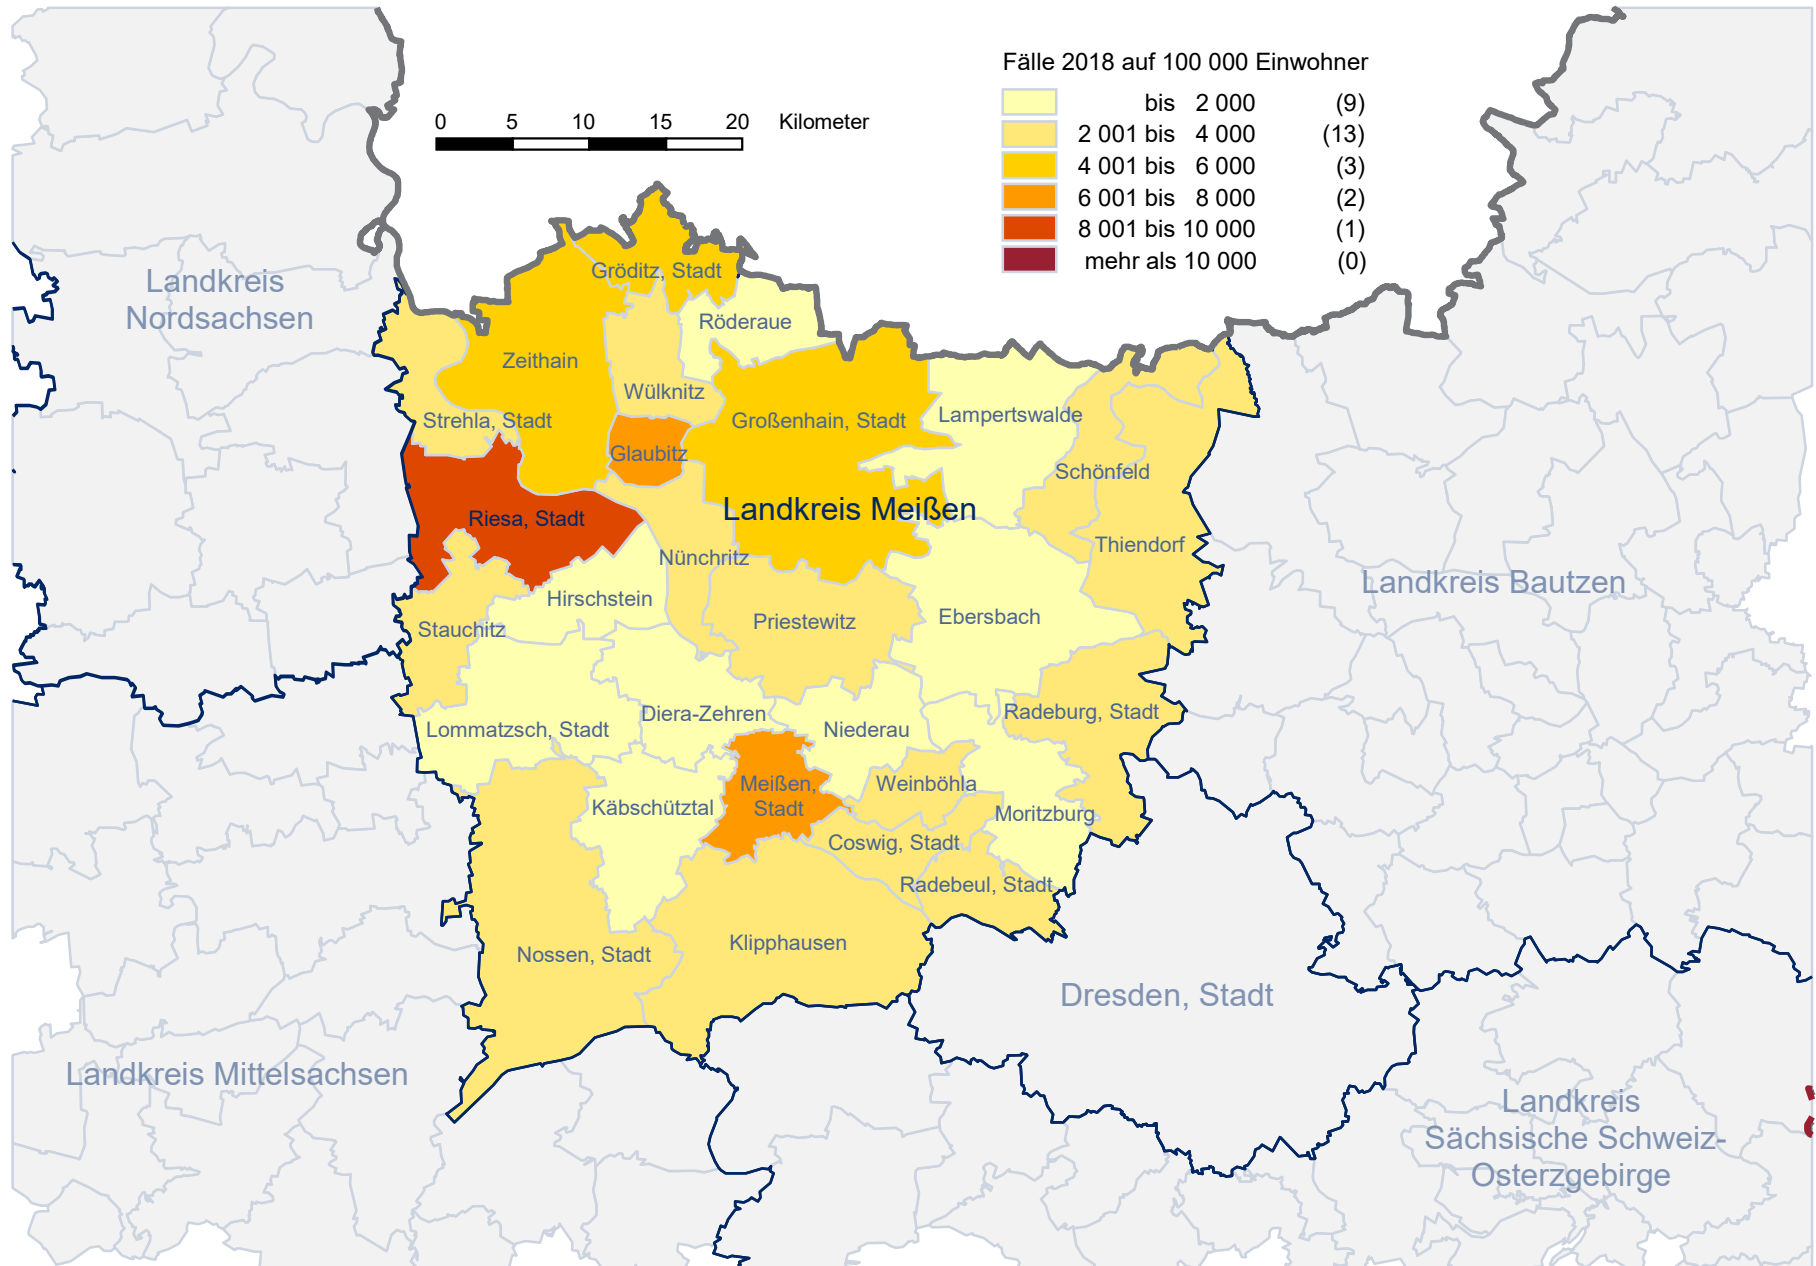 Fälle 2018 auf 100 000 Einwohner
bis 2 000 (9)
2 001 bis 4 000 (13)
4 001 bis 6 000 (3)
6 001 bis 8 000 (2)
8 001 bis 10 000 (1)
mehr als 10 000 (0)
0 5 10 15 20 Kilometer
Landkreis
Nordsachsen
Gröditz, Stadt
Röderaue
Zeithain
Wülknitz
Strehla, Stadt
Großenhain, Stadt
Lampertswalde
Glaubitz
Schönfeld
Landkreis Meißen
Riesa, Stadt
Thiendorf
Nünchritz
Landkreis Bautzen
Hirschstein
Priestewitz
Ebersbach
Stauchitz
Diera-Zehren
Radeburg, Stadt
Lommatzsch, Stadt
Niederau
Meißen,
Stadt
Weinböhla
Käbschütztal
Moritzburg
Coswig, Stadt
Radebeul, Stadt
Klipphausen
Nossen, Stadt
Dresden, Stadt
Landkreis Mittelsachsen
Landkreis
Sächsische Schweiz-
Osterzgebirge